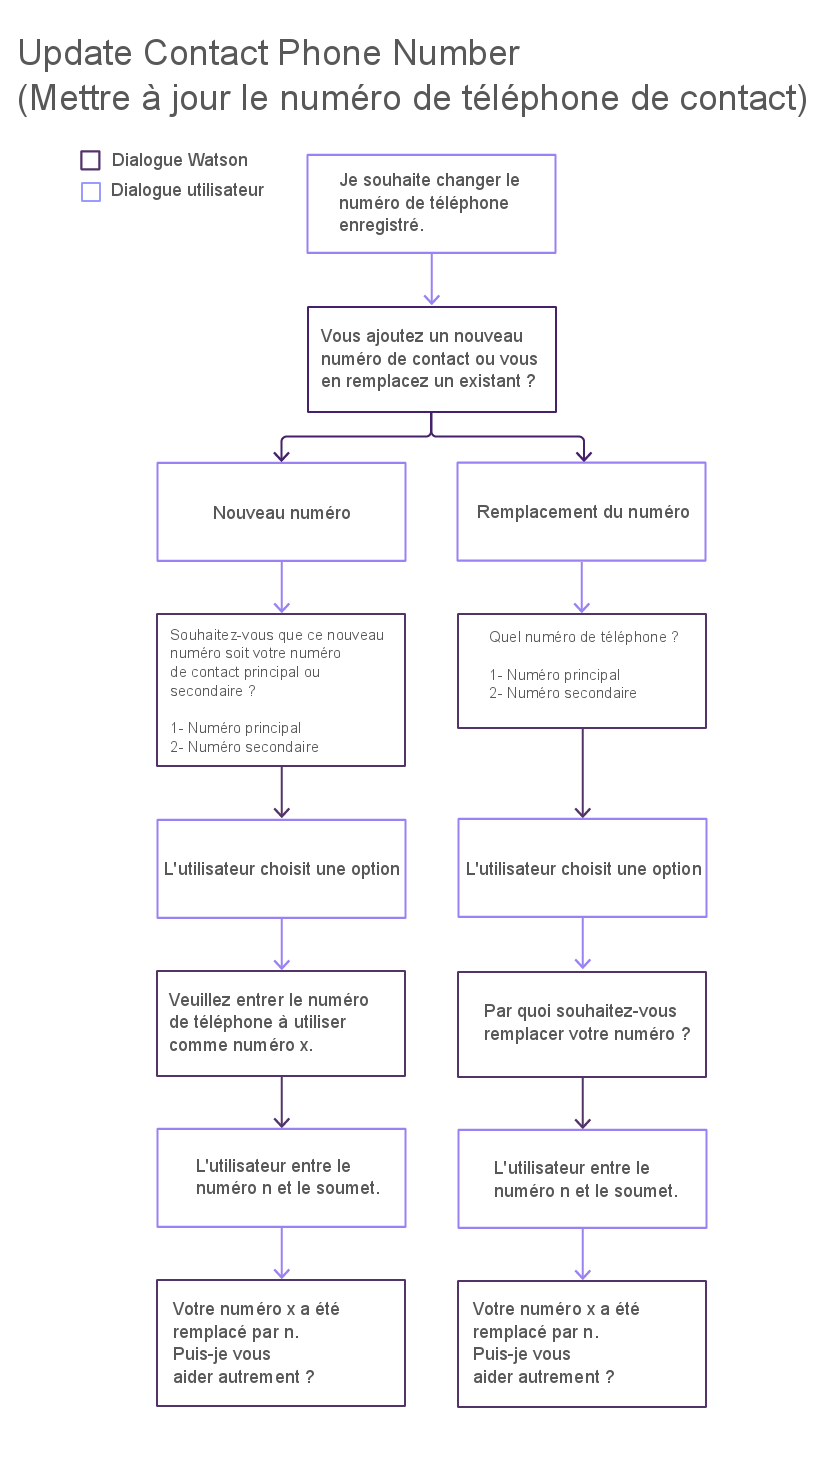 Update Contact Phone Number
(Mettre à jour le numéro de téléphone de contact)
Dialogue Watson
Dialogue utilisateur
Je souhaite changer le
numéro de téléphone
enregistré.
Vous ajoutez un nouveau
numéro de contact ou vous
en remplacez un existant ?
Nouveau numéro
Remplacement du numéro
Souhaitez-vous que ce nouveau
numéro soit votre numéro
de contact principal ou
secondaire ?
1- Numéro principal
2- Numéro secondaire
Quel numéro de téléphone ?
1- Numéro principal
2- Numéro secondaire
L'utilisateur choisit une option
L'utilisateur choisit une option
Veuillez entrer le numéro
de téléphone à utiliser
comme numéro x.
Par quoi souhaitez-vous
remplacer votre numéro ?
L'utilisateur entre le
numéro n et le soumet.
L'utilisateur entre le
numéro n et le soumet.
Votre numéro x a été
remplacé par n.
Puis-je vous
aider autrement ?
Votre numéro x a été
remplacé par n.
Puis-je vous
aider autrement ?